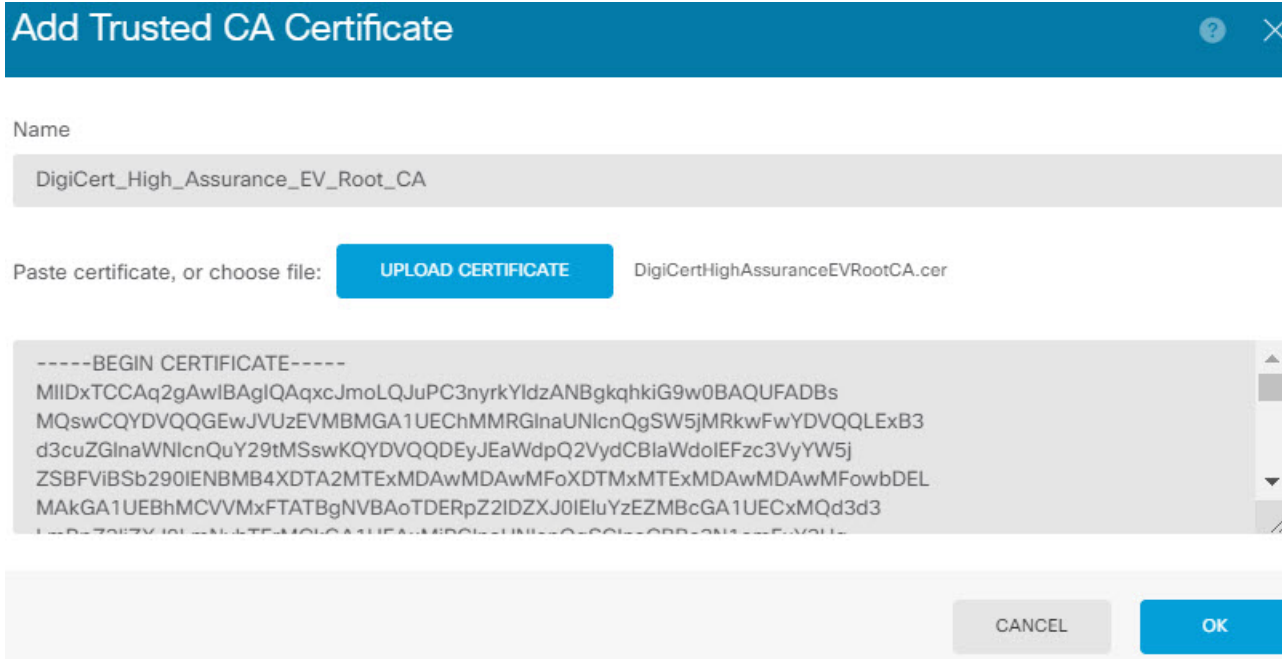 Add Trusted CA Certificate
?
Name
DigiCert_High_Assurance_EV_Root_CA
Paste certificate, or choose file: UPLOAD CERTIFICATE DigiCertHighAssuranceEVRootCA.cer
-----BEGIN CERTIFICATE-----
MIIDxTCCAq2gAwIBAgIQAqxcJmoLQJuPC3nyrkYldzANBgkqhkiG9w0BAQUFADBs
MQswCQYDVQQGEwJVUzEVMBMGA1UEChMMRGlnaUNlcnQgSW5jMRkwFwYDVQQLExB3
d3cuZGlnaWNlcnQuY29tMSswKQYDVQQDEyJEaWdpQ2VydCBIaWdoIEFzc3VyYW5j
ZSBFViBSb290IENBMB4XDTA2MTExMDAwMDAwMFoXDTMxMTExMDAwMDAwMFowbDEL
MAkGA1UEBhMCVVMxFTATBgNVBAoTDERpZ2lDZXJ0IEluYzEZMBcGA1UECxMQd3d3
CANCEL OK